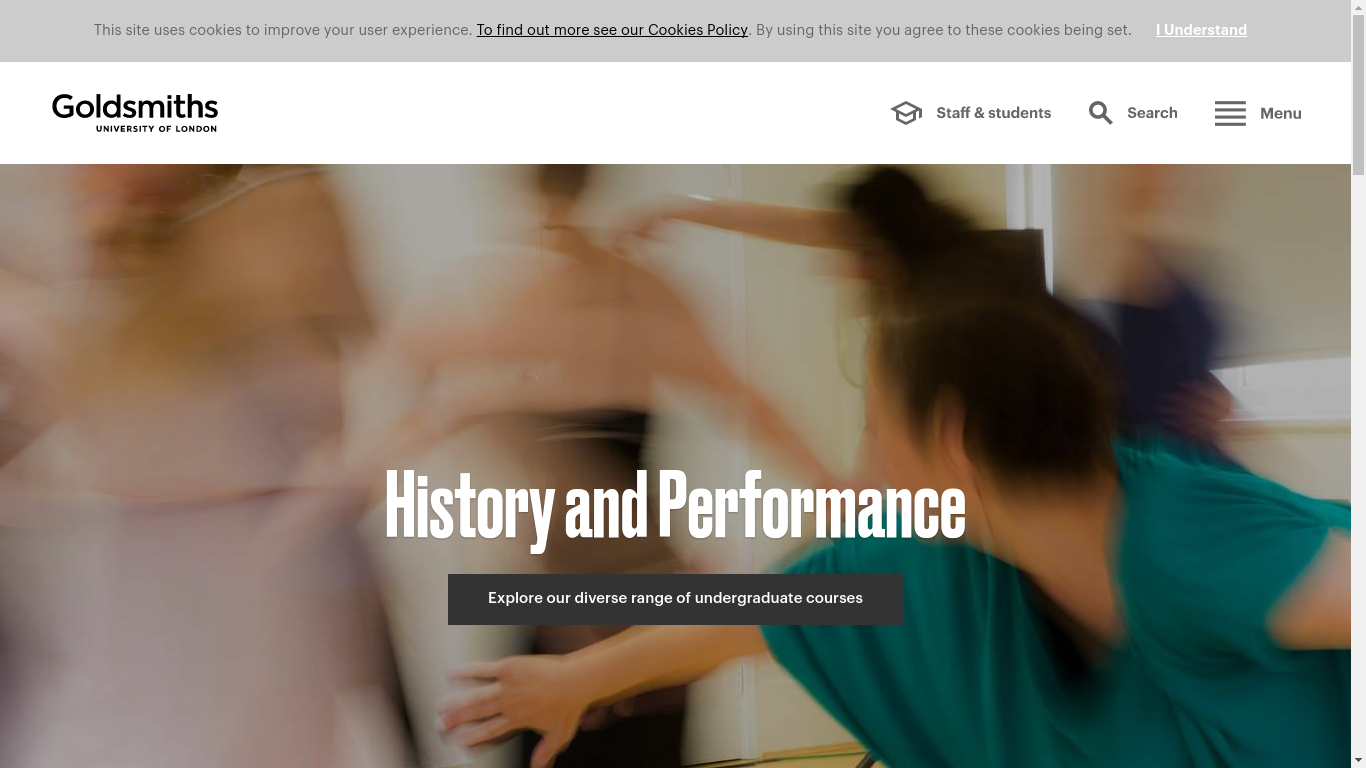 This site uses cookies to improve your user experience. To find out more see our Cookies Policy. By using this site you agree to these cookies being set. I Understand
Goldsmiths
UNIVERSITY OF LONDON
Staff & students
Search
Menu
History and Performance
Explore our diverse range of undergraduate courses